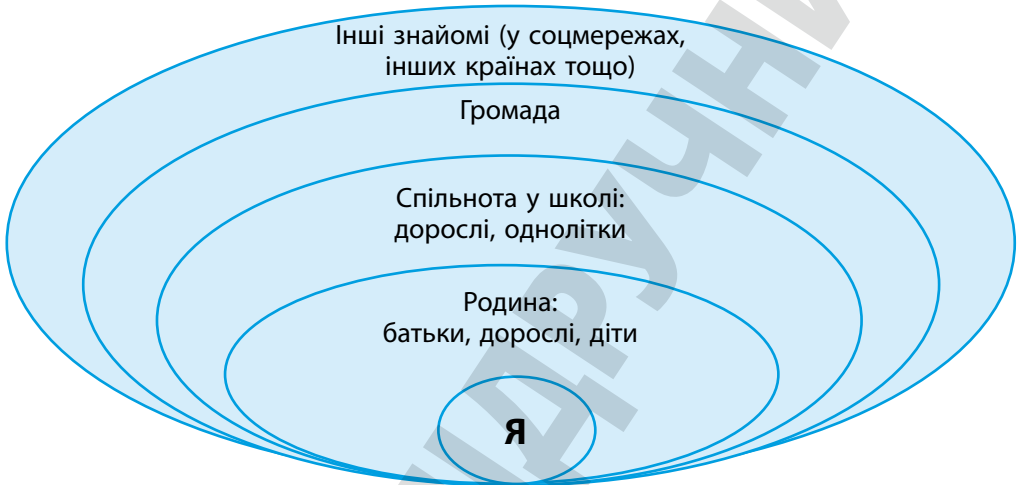 Інші знайомі (у соцмережах,
інших країнах тощо)
Громада
Спільнота у школі:
дорослі, однолітки
Родина:
батьки, дорослі, діти
Я